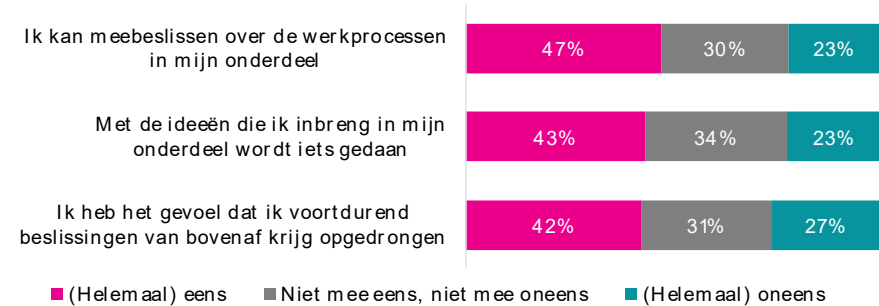 Ik kan meebeslissen over de werkprocessen
in mijn onderdeel
47% 30% 23%
Met de ideeën die ik inbreng in mijn
onderdeel wordt iets gedaan
43% 34% 23%
Ik heb het gevoel dat ik voortdurend
beslissingen van bovenaf krijg opgedrongen
42% 31% 27%
(Helemaal) eens Niet mee eens, niet mee oneens (Helemaal) oneens